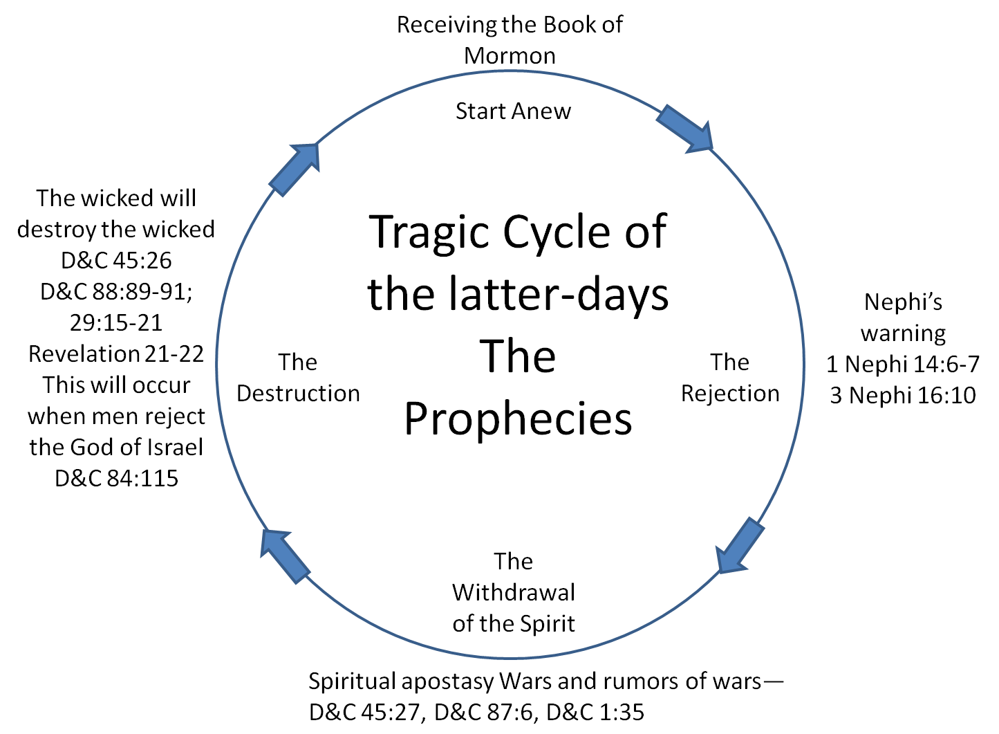 Receiving the Book of
Mormon
Start Anew
The wicked will
destroy the wicked
D&C 45:26
D&C 88:89-91;
29:15-21
Revelation 21-22
This will occur
when men reject
the God of Israel
D&C 84:115
The
Destruction
Tragic Cycle of
the latter-days
The
Prophecies
The
Rejection
Nephi’s
warning
1 Nephi 14:6-7
3 Nephi 16:10
The
Withdrawal
of the Spirit
Spiritual apostasy Wars and rumors of wars—
D&C 45:27, D&C 87:6, D&C 1:35